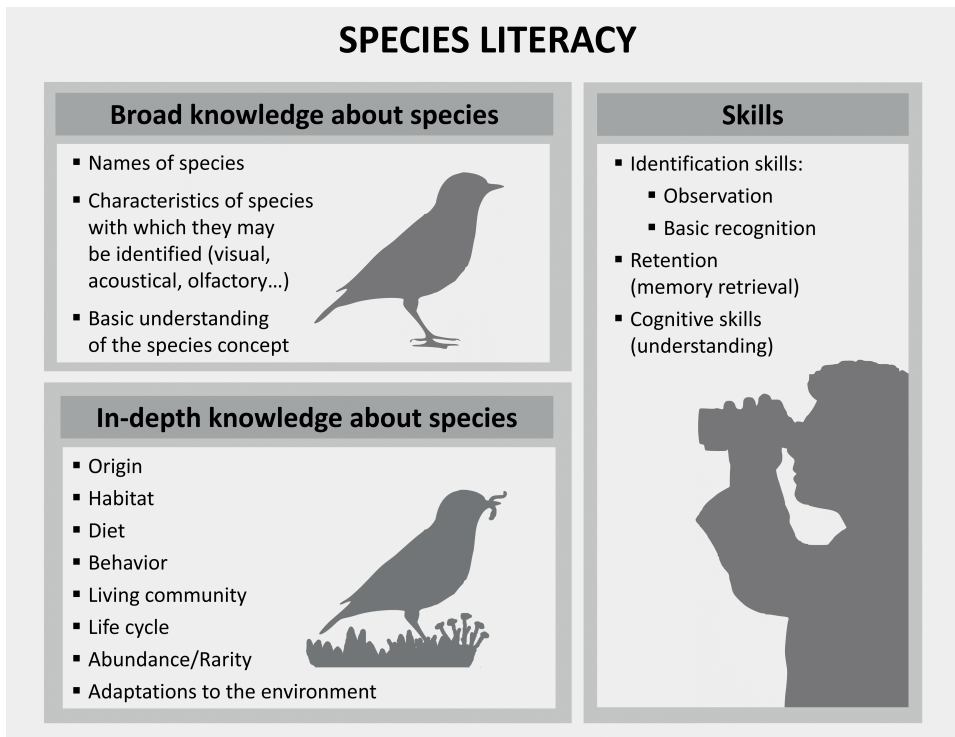 SPECIES LITERACY
Broad knowledge about species
▪ Names of species
▪ Characteristics of species
with which they may
be identified (visual,
acoustical, olfactory...)
▪ Basic understanding
of the species concept
In-depth knowledge about species
▪ Origin
▪ Habitat
▪ Diet
▪ Behavior
▪ Living community
▪ Life cycle
▪ Abundance/Rarity
▪ Adaptations to the environment
Skills
▪ Identification skills:
▪ Observation
▪ Basic recognition
▪ Retention
(memory retrieval)
▪ Cognitive skills
(understanding)